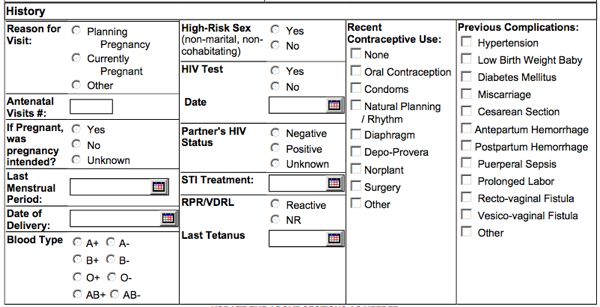 History
Reason for
Visit:
Planning
Pregnancy
Currently
Pregnant
Other
Antenatal
Visits #:
If Pregnant,
was
pregnancy
intended?
Yes
No
Unknown
Last
Menstrual
Period:
Date of
Delivery:
Blood Type
A+ A-
B+ B-
O+ O-
AB+ AB-
High-Risk Sex
(non-marital, non-
cohabitating)
Yes
No
HIV Test
Yes
No
Date
Partner's HIV
Status
Negative
Positive
Unknown
STI Treatment:
RPR/VDRL
Reactive
NR
Last Tetanus
Recent
Contraceptive Use:
None
Oral Contraception
Condoms
Natural Planning
/ Rhythm
Diaphragm
Depo-Provera
Norplant
Surgery
Other
Previous Complications:
Hypertension
Low Birth Weight Baby
Diabetes Mellitus
Miscarriage
Cesarean Section
Antepartum Hemorrhage
Postpartum Hemorrhage
Puerperal Sepsis
Prolonged Labor
Recto-vaginal Fistula
Vesico-vaginal Fistula
Other